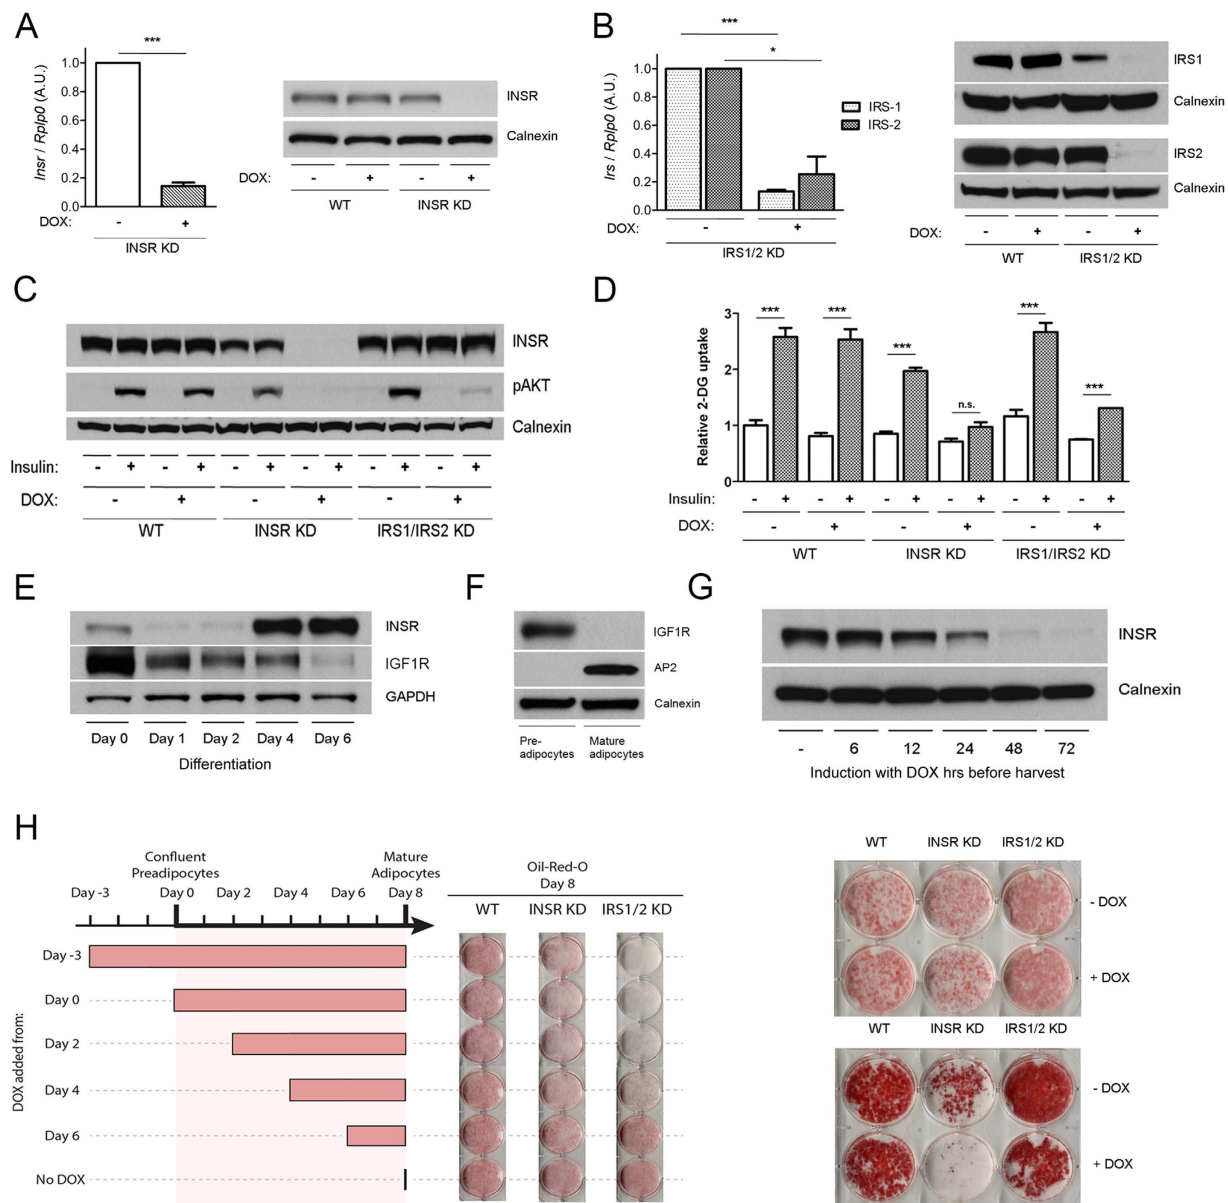 A
***
Insr / Rplp0 (A.U.)
1.0
0.8
0.6
0.4
0.2
0.0
DOX:
-
+
INSR KD
INSR
Calnexin
DOX:
-
+
-
+
WT
INSR KD
B
***
*
Irs / Rplp0 (A.U.)
1.0
0.8
0.6
0.4
0.2
0.0
IRS-1
IRS-2
DOX:
-
+
IRS1/2 KD
IRS1
Calnexin
IRS2
Calnexin
DOX:
-
+
-
+
WT
IRS1/2 KD
C
INSR
pAKT
Calnexin
Insulin:
-
+
-
+
-
+
-
+
-
+
-
+
DOX:
-
+
-
+
-
+
WT
INSR KD
IRS1/IRS2 KD
D
Relative 2-DG uptake
3
2
1
0
***
***
***
n.s.
***
***
Insulin:
-
+
-
+
-
+
-
+
-
+
-
+
DOX:
-
+
-
+
-
+
WT
INSR KD
IRS1/IRS2 KD
E
INSR
IGF1R
GAPDH
Day 0
Day 1
Day 2
Day 4
Day 6
Differentiation
F
IGF1R
AP2
Calnexin
Pre-
adipocytes
Mature
adipocytes
G
INSR
Calnexin
-
6
12
24
48
72
Induction with DOX hrs before harvest
H
Confluent
Preadipocytes
Mature
Adipocytes
Day -3
Day 0
Day 2
Day 4
Day 6
Day 8
Oil-Red-O
Day 8
WT
INSR KD
IRS1/2 KD
DOX added from:
Day -3
Day 0
Day 2
Day 4
Day 6
No DOX
WT
INSR KD
IRS1/2 KD
- DOX
+ DOX
WT
INSR KD
IRS1/2 KD
- DOX
+ DOX